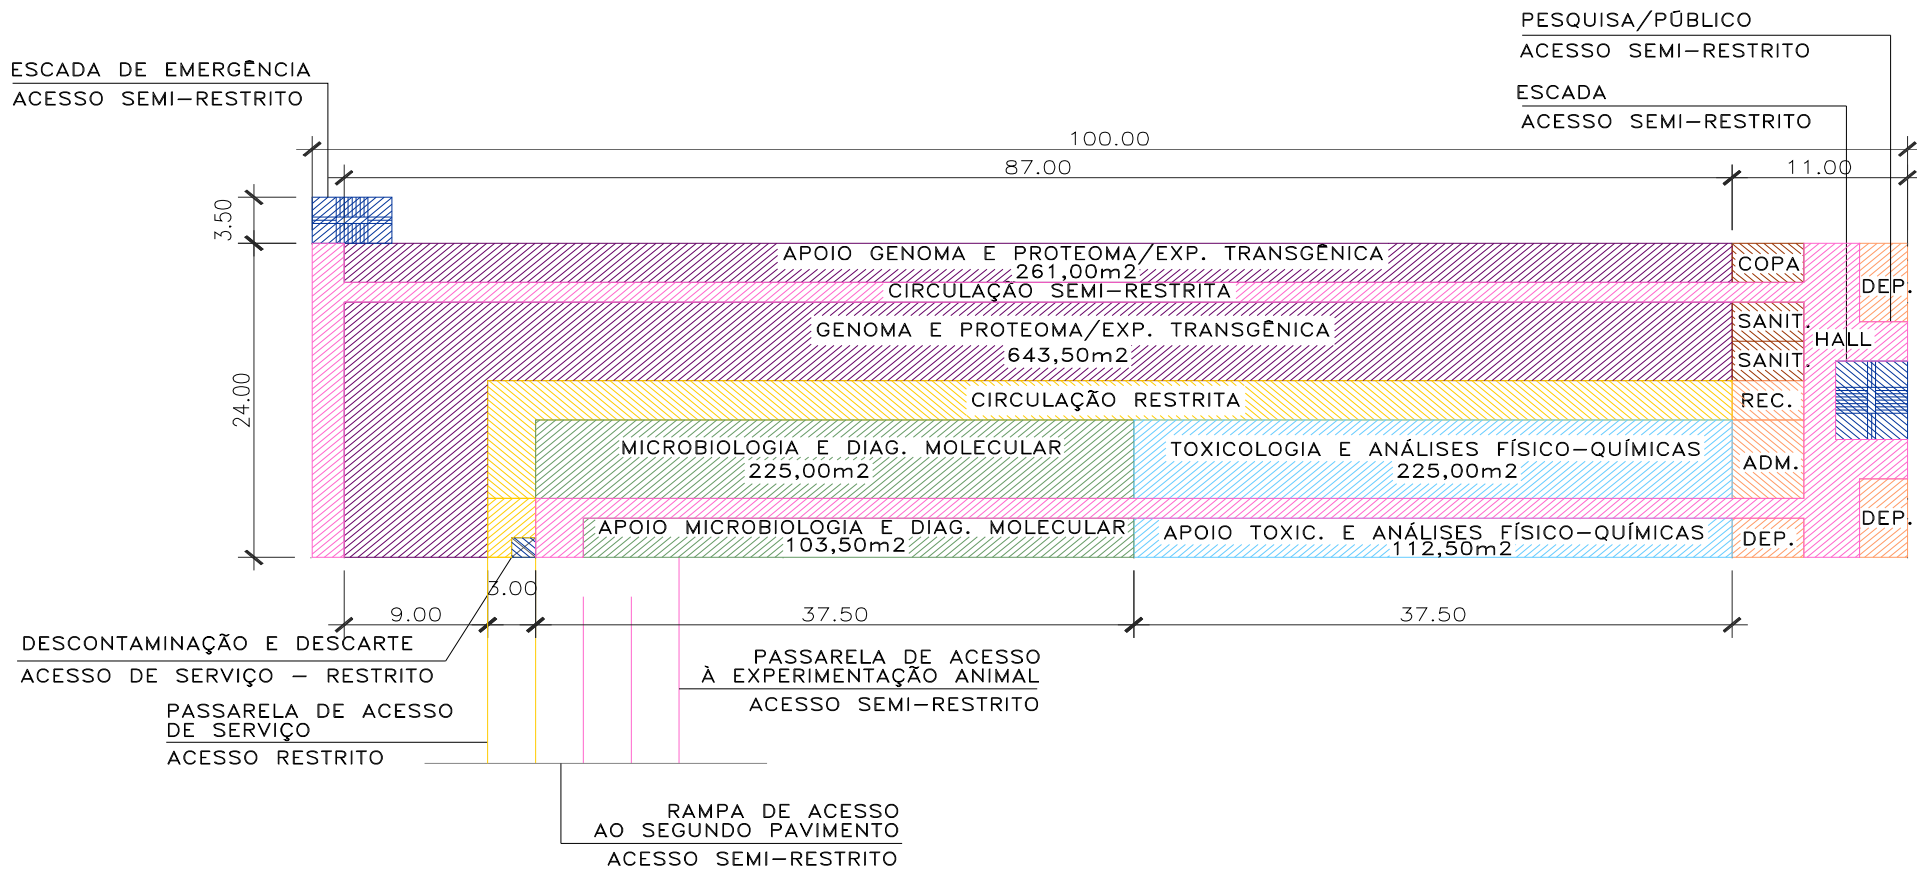 PESQUISA/PÚBLICO
ACESSO SEMI-RESTRITO
ESCADA DE EMERGÊNCIA
ACESSO SEMI-RESTRITO
ESCADA
ACESSO SEMI-RESTRITO
100.00
87.00
11.00
3.50
APOIO GENOMA E PROTEOMA/EXP. TRANSGÊNICA
261,00m2
COPA
DEP.
CIRCULAÇÃO SEMI-RESTRITA
GENOMA E PROTEOMA/EXP. TRANSGÊNICA
643,50m2
SANIT.
HALL
SANIT.
24.00
CIRCULAÇÃO RESTRITA
REC.
MICROBIOLOGIA E DIAG. MOLECULAR
225,00m2
TOXICOLOGIA E ANÁLISES FÍSICO-QUÍMICAS
225,00m2
ADM.
DEP.
APOIO MICROBIOLOGIA E DIAG. MOLECULAR
103,50m2
APOIO TOXIC. E ANÁLISES FÍSICO-QUÍMICAS
112,50m2
DEP.
3.00
9.00
37.50
37.50
DESCONTAMINAÇÃO E DESCARTE
ACESSO DE SERVIÇO - RESTRITO
PASSARELA DE ACESSO
À EXPERIMENTAÇÃO ANIMAL
ACESSO SEMI-RESTRITO
PASSARELA DE ACESSO
DE SERVIÇO
ACESSO RESTRITO
RAMPA DE ACESSO
AO SEGUNDO PAVIMENTO
ACESSO SEMI-RESTRITO